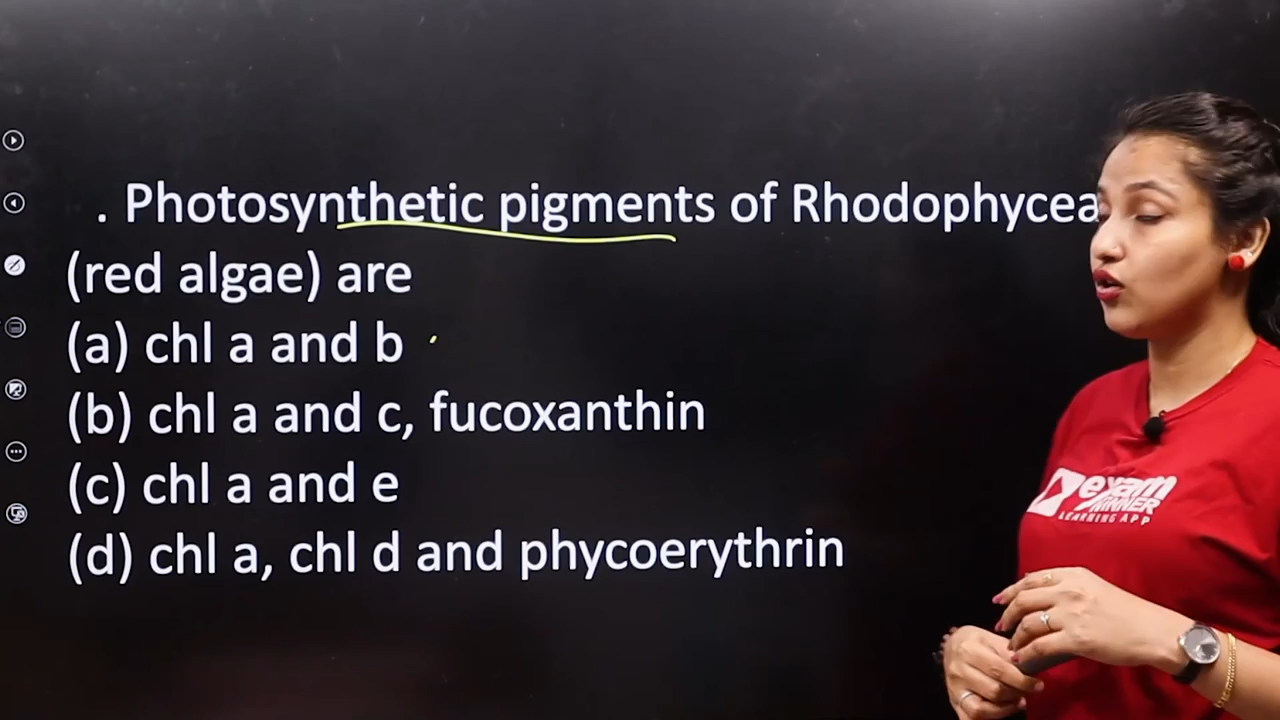 . Photosynthetic pigments of Rhodophycea
(red algae) are
(a) chl a and b
(b) chl a and c, fucoxanthin
(c) chl a and e
(d) chl a, chl d and phycoerythrin
exam
WINNER
LEARNING APP